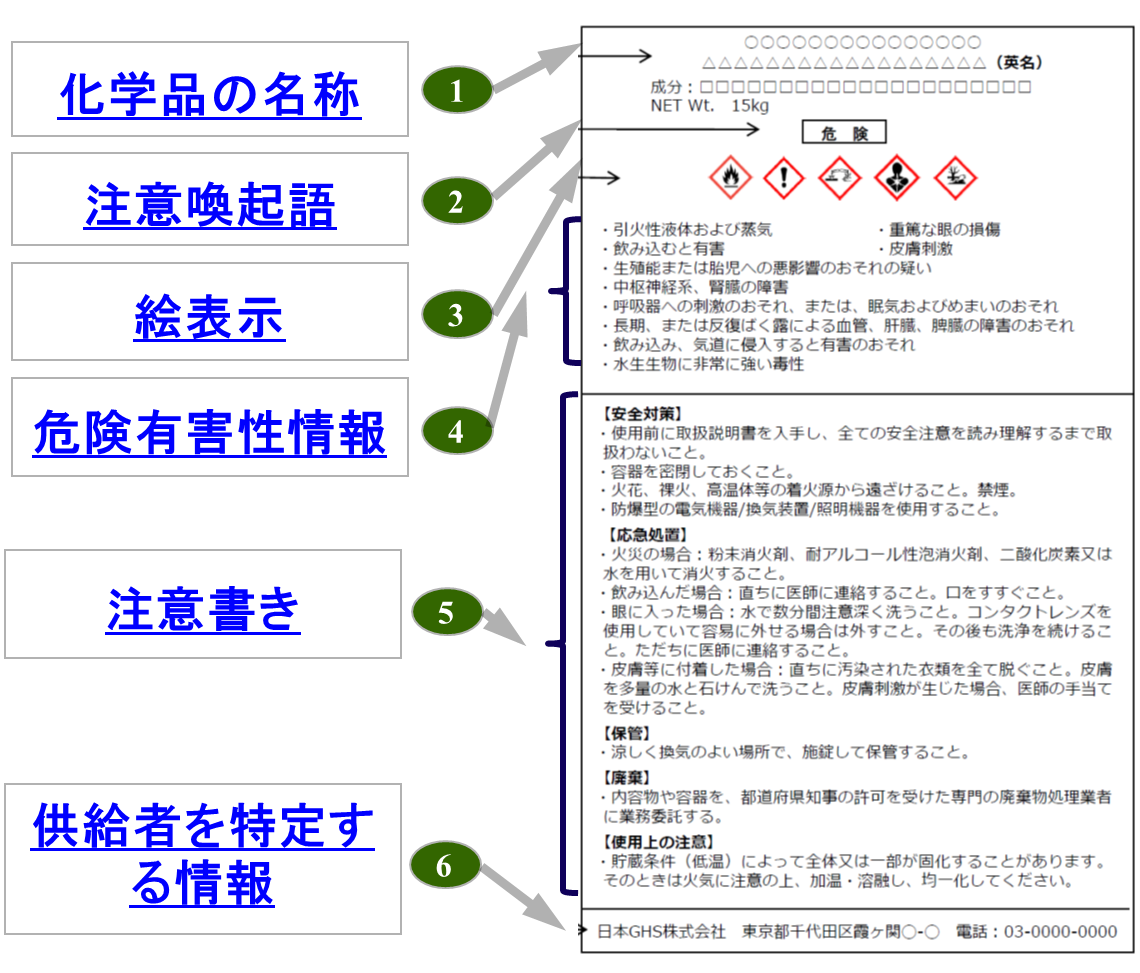 化学品の名称
1
注意喚起語
2
絵表示
3
危険有害性情報
4
注意書き
5
供給者を特定す
る情報
6
○○○○○○○○○○○○○○○
△△△△△△△△△△△△△△△△△△（英名）
成分：□□□□□□□□□□□□□□□□□□□□□
NET Wt. 15kg
危 険
・引火性液体および蒸気 ・重篤な眼の損傷
・飲み込むと有害 ・皮膚刺激
・生殖能または胎児への悪影響のおそれの疑い
・中枢神経系、腎臓の障害
・呼吸器への刺激のおそれ、または、眠気およびめまいのおそれ
・長期、または反復ばく露による血管、肝臓、脾臓の障害のおそれ
・飲み込み、気道に侵入すると有害のおそれ
・水生生物に非常に強い毒性
【安全対策】
・使用前に取扱説明書を入手し、全ての安全注意を読み理解するまで取
扱わないこと。
・容器を密閉しておくこと。
・火花、裸火、高温体等の着火源から遠ざけること。禁煙。
・防爆型の電気機器/換気装置/照明機器を使用すること。
【応急処置】
・火災の場合：粉末消火剤、耐アルコール性泡消火剤、二酸化炭素又は
水を用いて消火すること。
・飲み込んだ場合：直ちに医師に連絡すること。口をすすぐこと。
・眼に入った場合：水で数分間注意深く洗うこと。コンタクトレンズを
使用していて容易に外せる場合は外すこと。その後も洗浄を続けるこ
と。ただちに医師に連絡すること。
・皮膚等に付着した場合：直ちに汚染された衣類を全て脱ぐこと。皮膚
を多量の水と石けんで洗うこと。皮膚刺激が生じた場合、医師の手当て
を受けること。
【保管】
・涼しく換気のよい場所で、施錠して保管すること。
【廃棄】
・内容物や容器を、都道府県知事の許可を受けた専門の廃棄物処理業者
に業務委託する。
【使用上の注意】
・貯蔵条件（低温）によって全体又は一部が固化することがあります。
そのときは火気に注意の上、加温・溶融し、均一化してください。
日本GHS株式会社 東京都千代田区霞ヶ関○-○ 電話：03-0000-0000